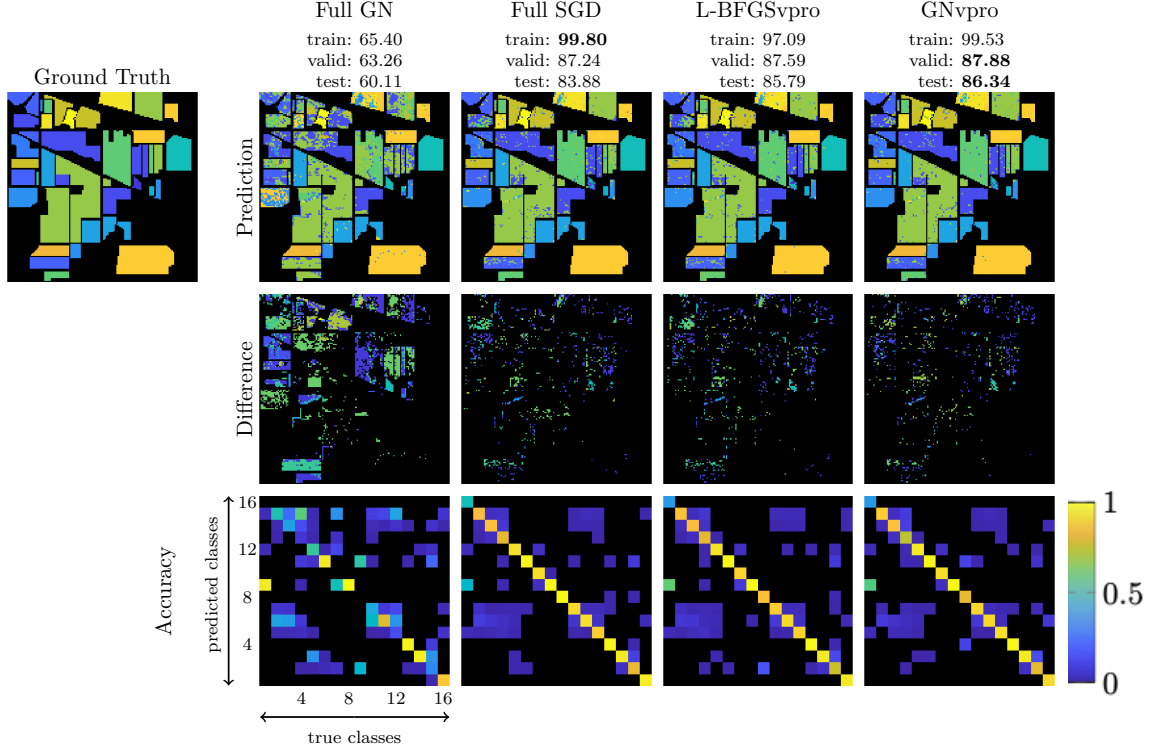 Full GN
train: 65.40
valid: 63.26
test: 60.11
Full SGD
train: 99.80
valid: 87.24
test: 83.88
L-BFGSvpro
train: 97.09
valid: 87.59
test: 85.79
GNvpro
train: 99.53
valid: 87.88
test: 86.34
Ground Truth
Prediction
Difference
Accuracy
predicted classes
16
12
8
4
4 8 12 16
true classes
1
0.5
0